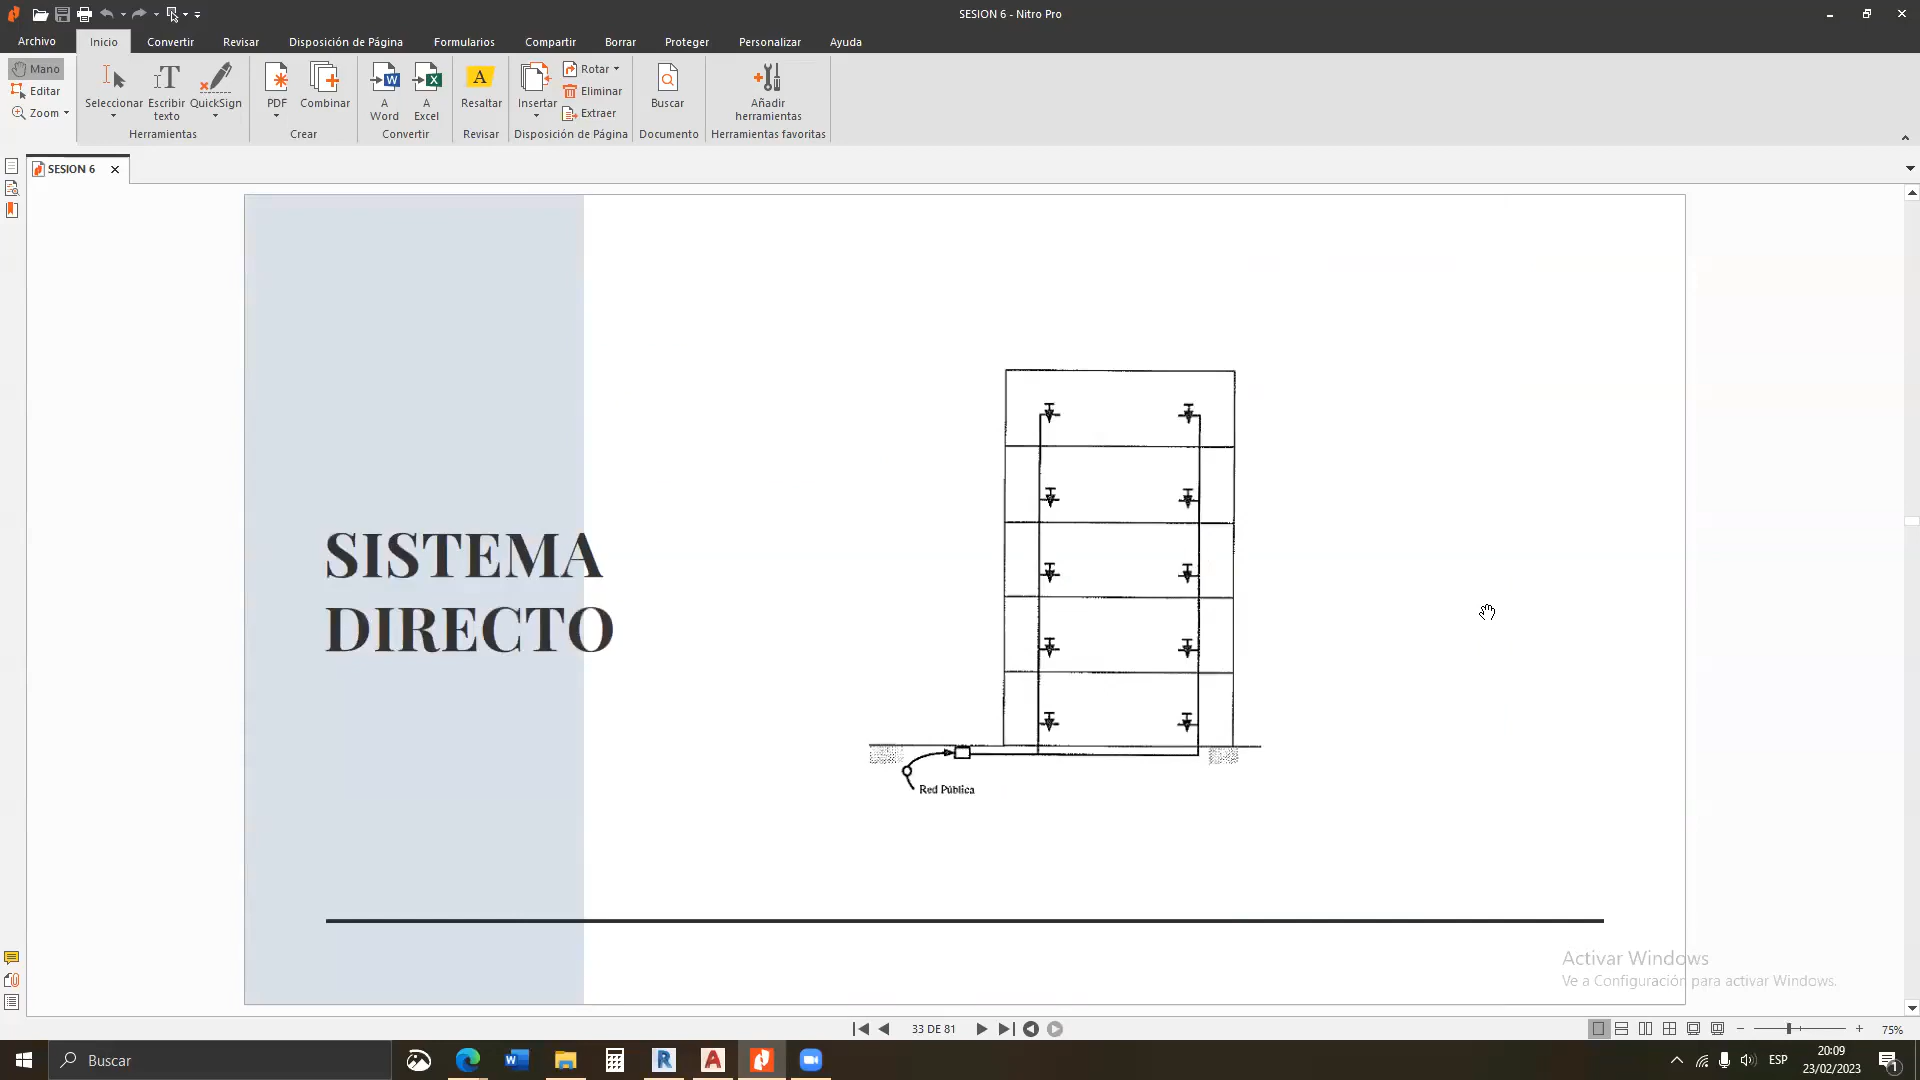 SESION 6 - Nitro Pro
Archivo
Inicio
Convertir
Revisar
Disposición de Página
Formularios
Compartir
Borrar
Proteger
Personalizar
Ayuda
Mano
Editar
Zoom
Seleccionar
Escribir
texto
QuickSign
Herramientas
PDF
Combinar
Crear
A
Word
A
Excel
Convertir
Resaltar
Revisar
Insertar
Rotar
Eliminar
Extraer
Disposición de Página
Buscar
Documento
Añadir
herramientas
Herramientas favoritas
SESION 6
SISTEMA
DIRECTO
Red Pública
Activar Windows
Ve a Configuración para activar Windows.
33 DE 81
75%
Buscar
ESP
20:09
23/02/2023
1